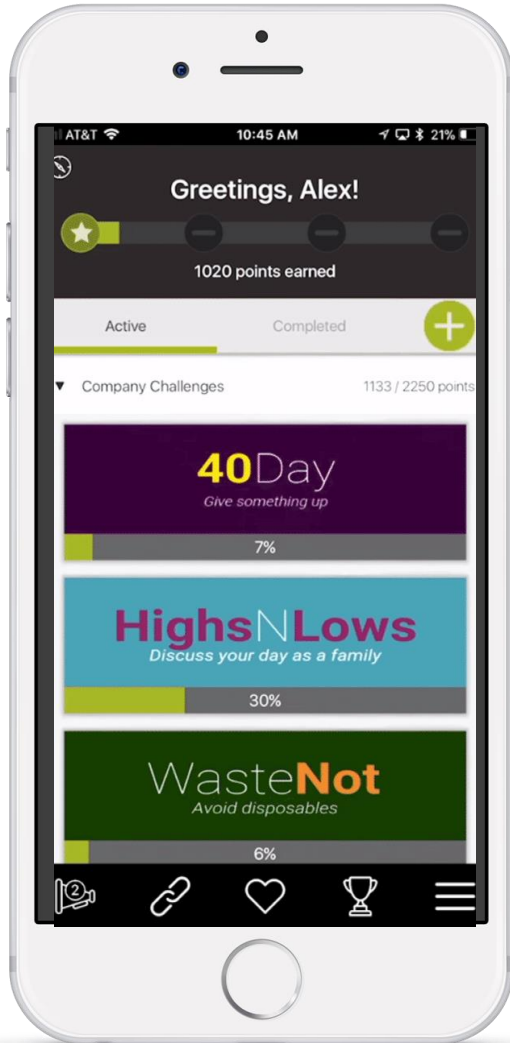 AT&T 10:45 AM 21%
Greetings, Alex!
1020 points earned
Active Completed
Company Challenges 1133 / 2250 points
40Day
Give something up
7%
HighsNLows
Discuss your day as a family
30%
WasteNot
Avoid disposables
6%
2